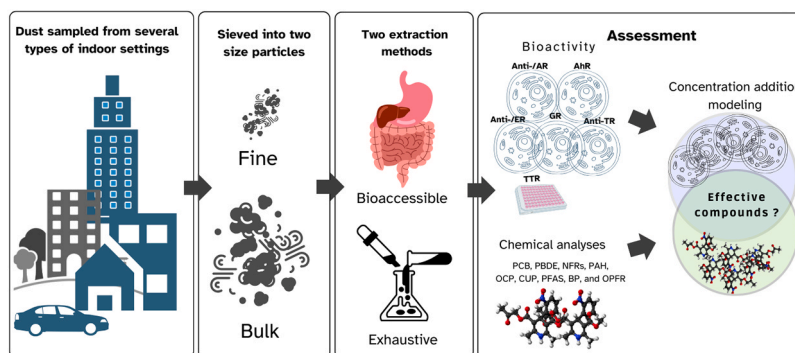 Dust sampled from several
types of indoor settings
Sieved into two
size particles
Fine
Bulk
Two extraction
methods
Bioaccessible
Exhaustive
Assessment
Bioactivity
Anti-/AR
AhR
Anti-/ER
GR
Anti-TR
TTR
Chemical analyses
PCB, PBDE, NFRs, PAH,
OCP, CUP, PFAS, BP, and OPFR
Concentration addition
modeling
Effective
compounds ?